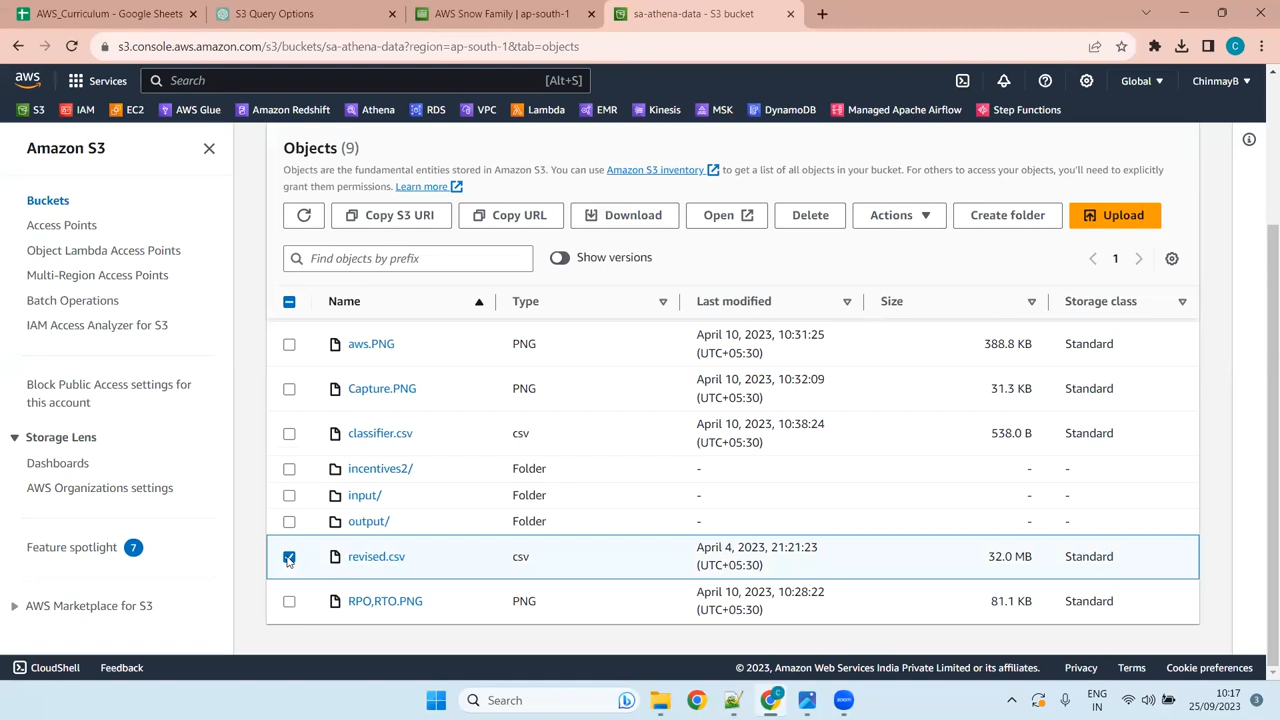 AWS_Curriculum - Google Sheets
S3 Query Options
AWS Snow Family | ap-south-1
sa-athena-data - S3 bucket
s3.console.aws.amazon.com/s3/buckets/sa-athena-data?region=ap-south-1&tab=objects
C
aws Services Search [Alt+S] Global ChinmayB
S3 IAM EC2 AWS Glue Amazon Redshift Athena RDS VPC Lambda EMR Kinesis MSK DynamoDB Managed Apache Airflow Step Functions
Amazon S3
Buckets
Access Points
Object Lambda Access Points
Multi-Region Access Points
Batch Operations
IAM Access Analyzer for S3
Block Public Access settings for
this account
Storage Lens
Dashboards
AWS Organizations settings
Feature spotlight 7
AWS Marketplace for S3
Objects (9)
Objects are the fundamental entities stored in Amazon S3. You can use Amazon S3 inventory to get a list of all objects in your bucket. For others to access your objects, you'll need to explicitly
grant them permissions. Learn more
Copy S3 URI Copy URL Download Open Delete Actions Create folder Upload
Find objects by prefix Show versions 1
Name Type Last modified Size Storage class
aws.PNG PNG April 10, 2023, 10:31:25 (UTC+05:30) 388.8 KB Standard
Capture.PNG PNG April 10, 2023, 10:32:09 (UTC+05:30) 31.3 KB Standard
classifier.csv csv April 10, 2023, 10:38:24 (UTC+05:30) 538.0 B Standard
incentives2/ Folder - - -
input/ Folder - - -
output/ Folder - - -
revised.csv csv April 4, 2023, 21:21:23 (UTC+05:30) 32.0 MB Standard
RPO,RTO.PNG PNG April 10, 2023, 10:28:22 (UTC+05:30) 81.1 KB Standard
CloudShell Feedback © 2023, Amazon Web Services India Private Limited or its affiliates. Privacy Terms Cookie preferences
Search ENG IN 10:17 25/09/2023 3